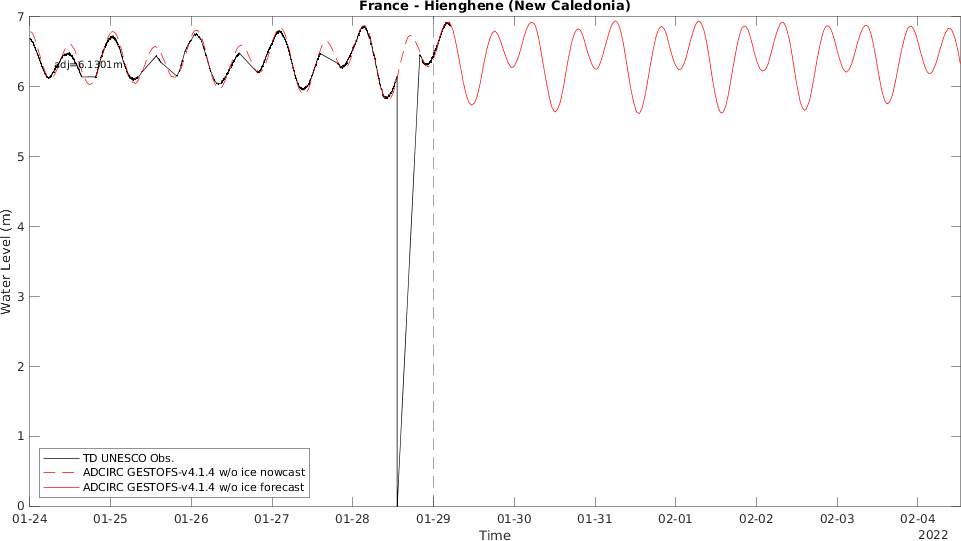 France - Hienghene (New Caledonia)
7
6
5
4
3
2
1
0
Water Level (m)
adj=6.1301m
TD UNESCO Obs.
ADCIRC GESTOFS-v4.1.4 w/o ice nowcast
ADCIRC GESTOFS-v4.1.4 w/o ice forecast
01-24 01-25 01-26 01-27 01-28 01-29 01-30 01-31 02-01 02-02 02-03 02-04
Time
2022